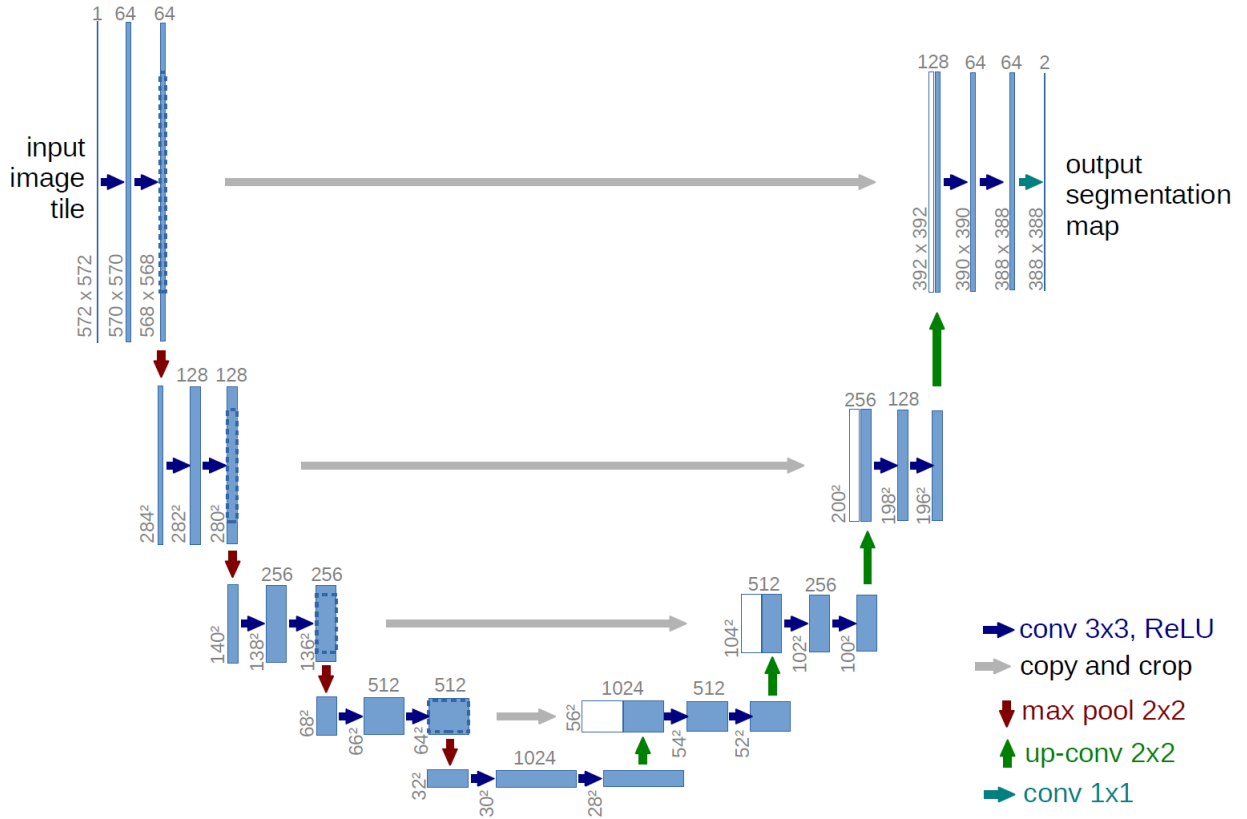 1 64 64
input
image
tile
572 x 572
570 x 570
568 x 568
128 64 64 2
output
segmentation
map
392 x 392
390 x 390
388 x 388
388 x 388
128 128
284²
282²
280²
256 128
200²
198²
196²
256 256
140²
138²
136²
512 256
104²
102²
100²
512 512
68²
66²
64²
1024 512
56²
54²
52²
1024
32²
30²
28²
conv 3x3, ReLU
copy and crop
max pool 2x2
up-conv 2x2
conv 1x1